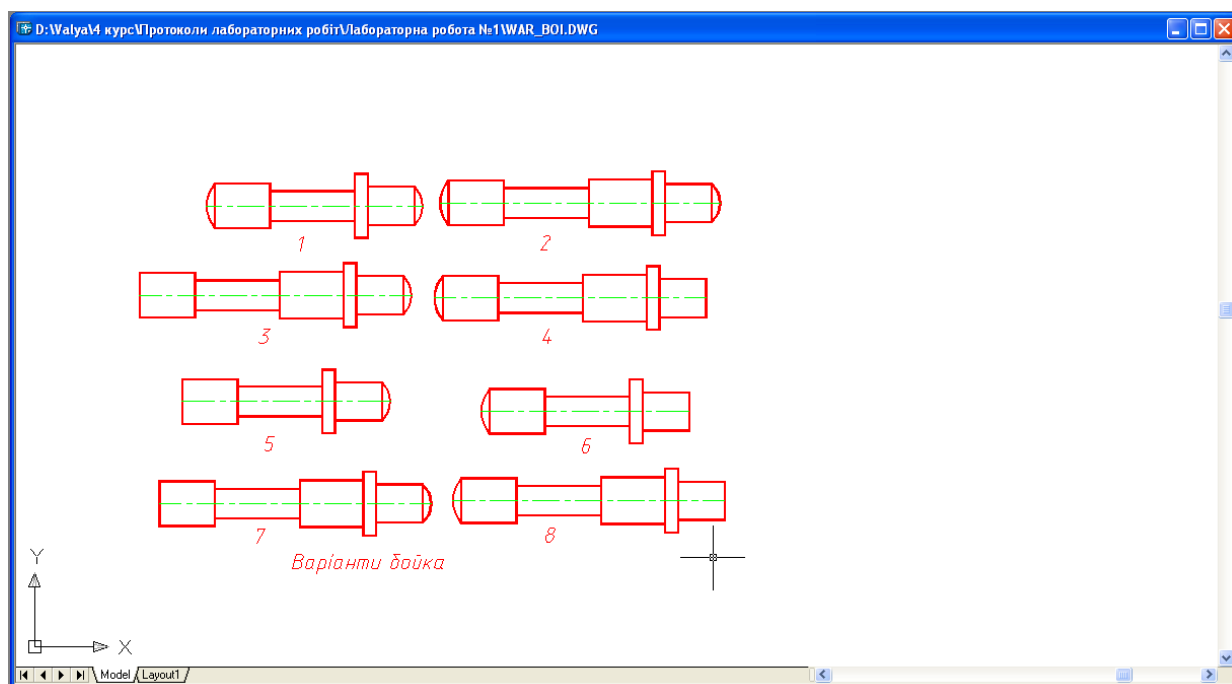 D:\Valya\4 курс\Протоколи лабораторних робіт\Лабораторна робота №1\WAR_BOI.DWG
1
2
3
4
5
6
7
8
Варіанти бойка
Y
X
Model
Layout1